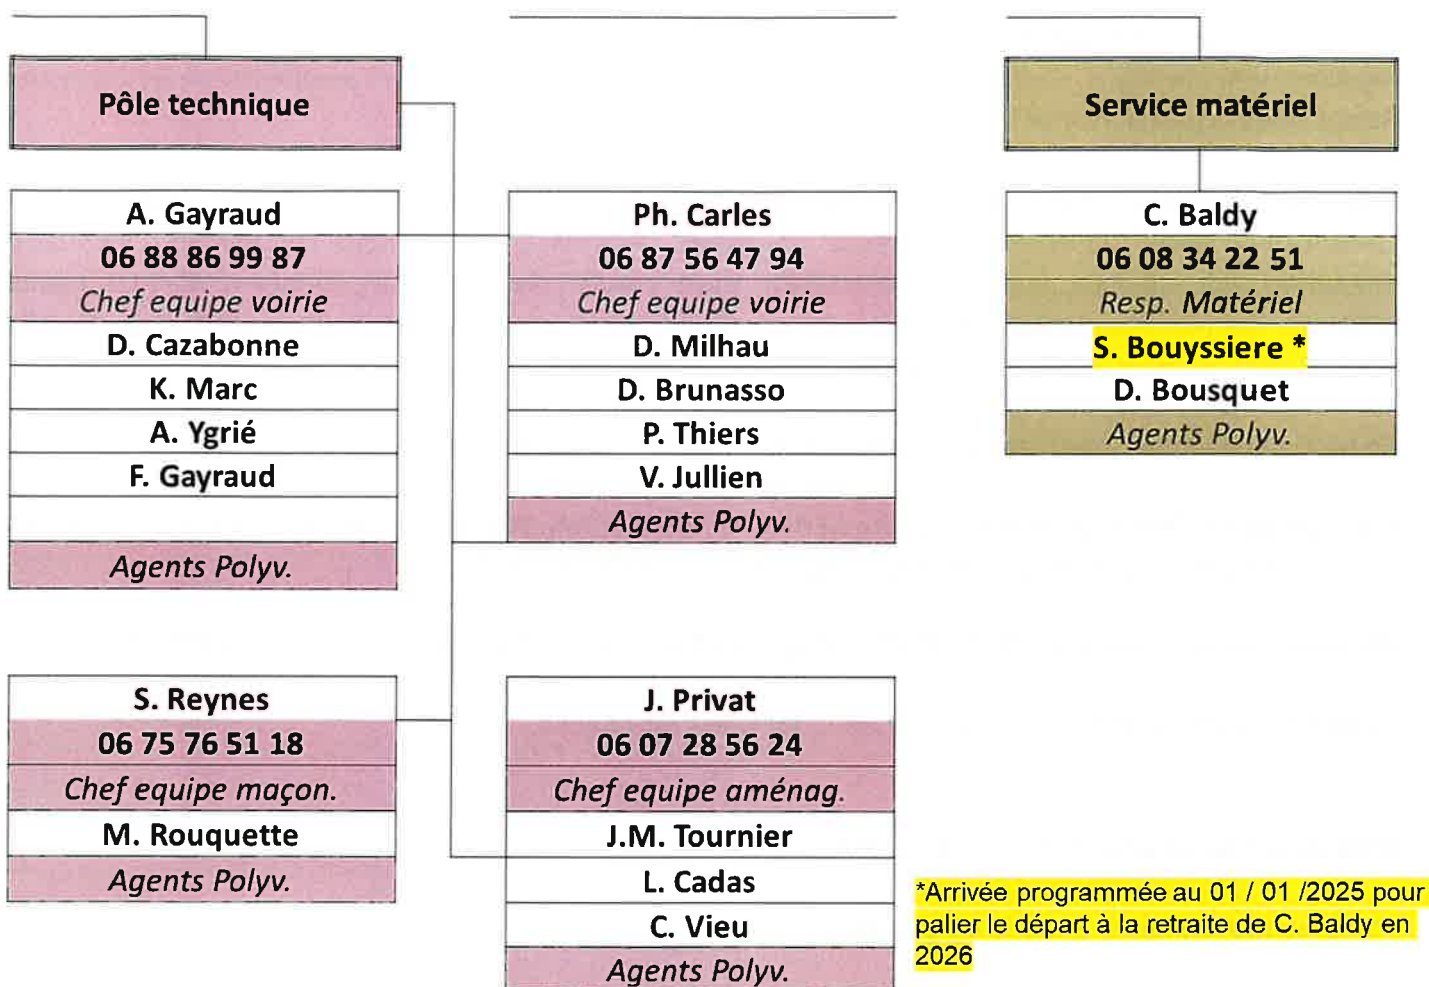 Pôle technique
Service matériel
A. Gayraud
06 88 86 99 87
Chef equipe voirie
D. Cazabonne
K. Marc
A. Ygrié
F. Gayraud
Agents Polyv.
Ph. Carles
06 87 56 47 94
Chef equipe voirie
D. Milhau
D. Brunasso
P. Thiers
V. Jullien
Agents Polyv.
C. Baldy
06 08 34 22 51
Resp. Matériel
S. Bouyssiere *
D. Bousquet
Agents Polyv.
S. Reynes
06 75 76 51 18
Chef equipe maçon.
M. Rouquette
Agents Polyv.
J. Privat
06 07 28 56 24
Chef equipe aménag.
J.M. Tournier
L. Cadas
C. Vieu
Agents Polyv.
*Arrivée programmée au 01 / 01 /2025 pour
palier le départ à la retraite de C. Baldy en
2026